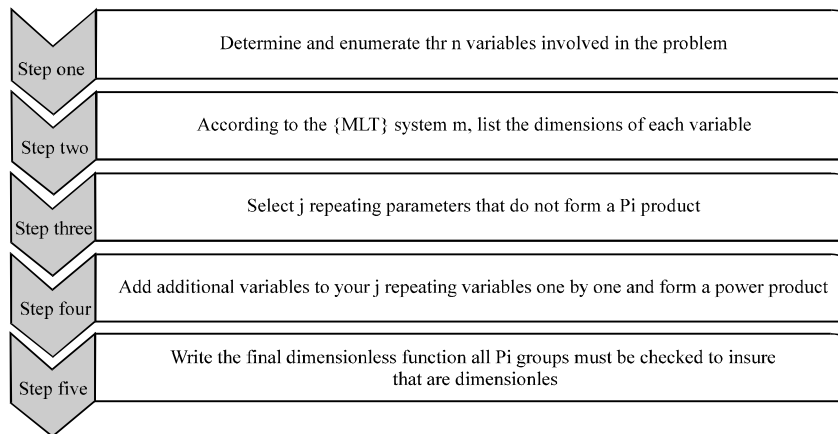 Step one
Determine and enumerate thr n variables involved in the problem
Step two
According to the {MLT} system m, list the dimensions of each variable
Step three
Select j repeating parameters that do not form a Pi product
Step four
Add additional variables to your j repeating variables one by one and form a power product
Step five
Write the final dimensionless function all Pi groups must be checked to insure
that are dimensionles